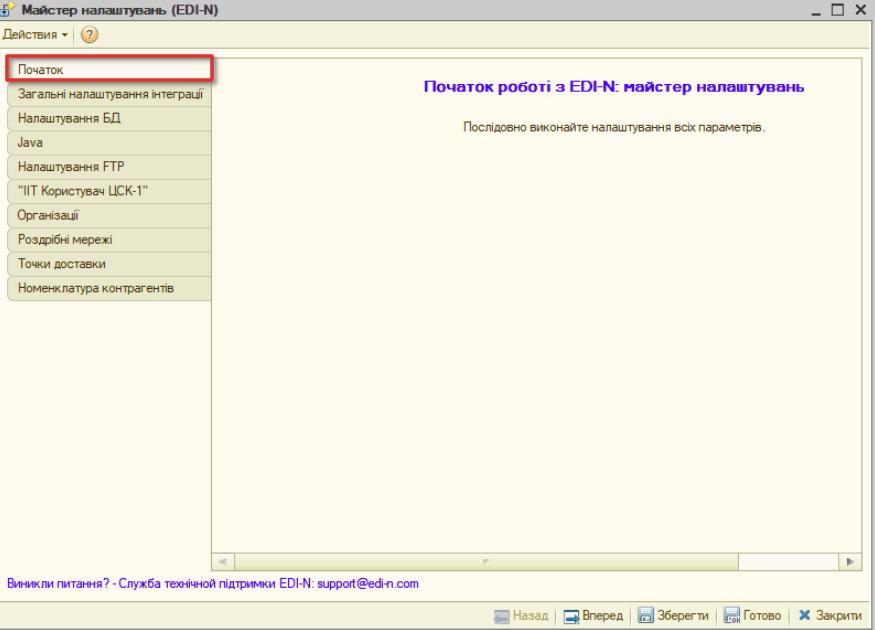 Майстер налаштувань (EDI-N)
Действия
Початок
Загальні налаштування інтеграції
Налаштування БД
Java
Налаштування FTP
"ІІТ Користувач ЦСК-1"
Організації
Роздрібні мережі
Точки доставки
Номенклатура контрагентів
Початок роботі з EDI-N: майстер налаштувань
Послідовно виконайте налаштування всіх параметрів.
Виникли питання? - Служба технічної підтримки EDI-N: support@edi-n.com
Назад Вперед Зберегти Готово Закрити